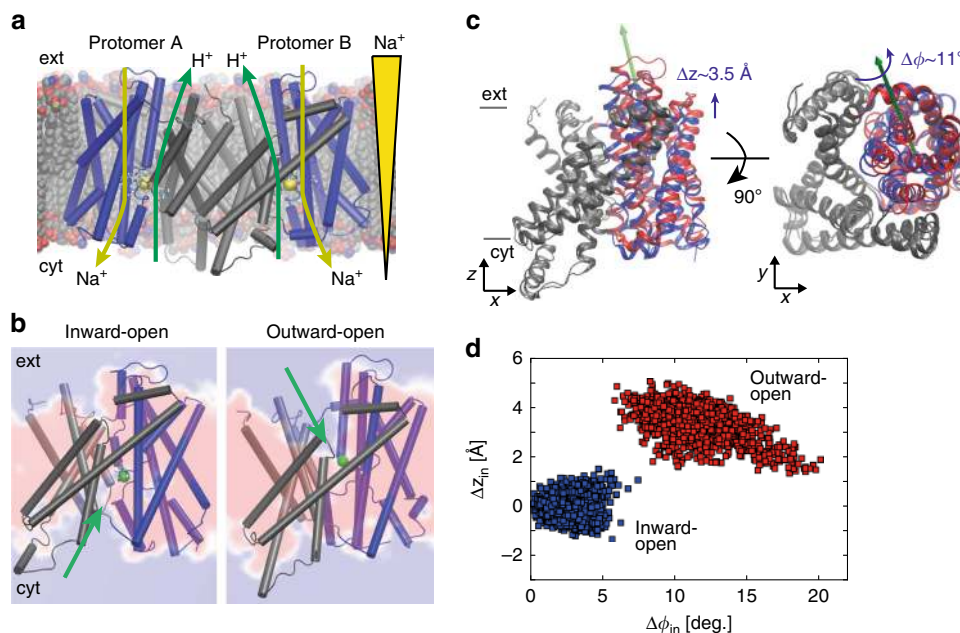 a
ext
Protomer A
H⁺
H⁺
Protomer B
Na⁺
cyt
Na⁺
Na⁺
b
Inward-open
Outward-open
ext
cyt
c
ext
Δz~3.5 Å
Δϕ~11°
90°
cyt
z
x
y
x
d
6
4
2
0
−2
Δz_in [Å]
Outward-
open
Inward-
open
0
5
10
15
20
Δϕ_in [deg.]